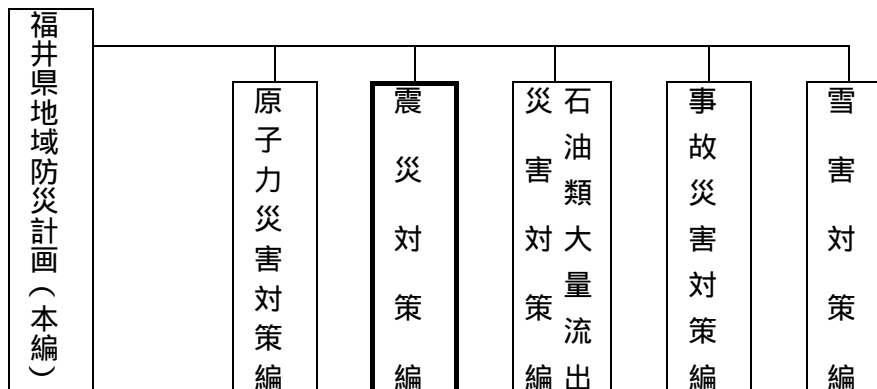 福井県地域防災計画（本編）
原子力災害対策編
震災対策編
石油類大量流出
災害対策編
事故災害対策編
雪害対策編